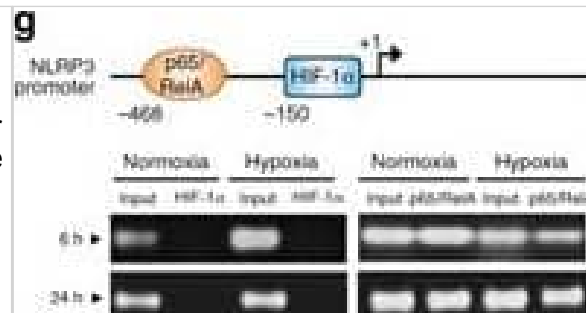 g
+1
NLRP3
promoter
p65/
RelA
HIF-1α
−468
−150
Normoxia Hypoxia Normoxia Hypoxia
Input HIF-1α Input HIF-1α Input p65/RelA Input p65/Rel
6 h
24 h